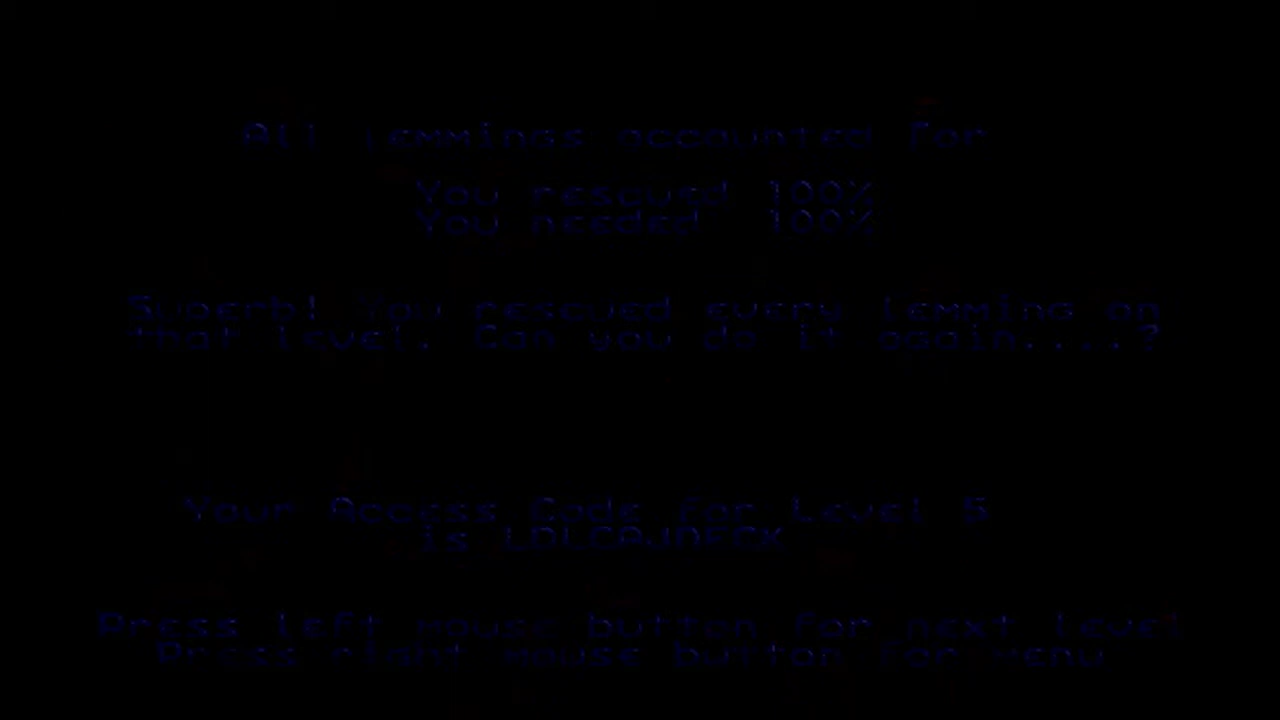 All lemmings accounted for
You rescued 100%
You needed 100%
Superb! You rescued every lemming on
that level. Can you do it again....?
Your Access Code for Level 5
is
Press left mouse button for next level
Press right mouse button for menu